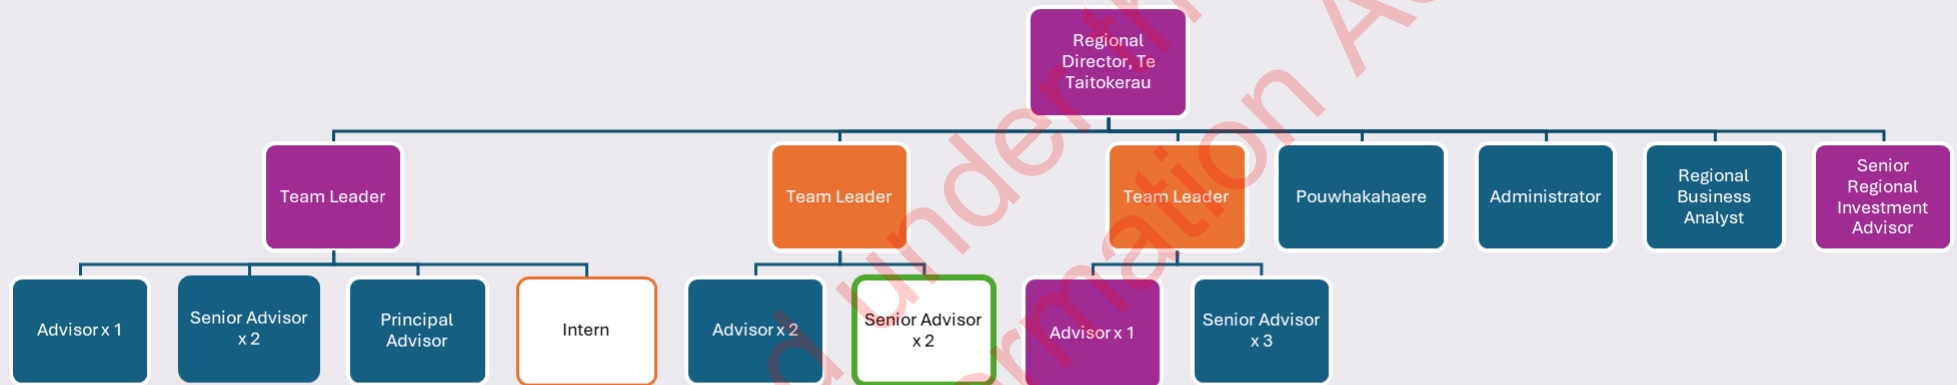 Regional
Director, Te
Taitokerau
Team Leader
Team Leader
Team Leader
Pouwhakahaere
Administrator
Regional
Business
Analyst
Senior
Regional
Investment
Advisor
Advisor x 1
Senior Advisor
x 2
Principal
Advisor
Intern
Advisor x 2
Senior Advisor
x 2
Advisor x 1
Senior Advisor
x 3
under